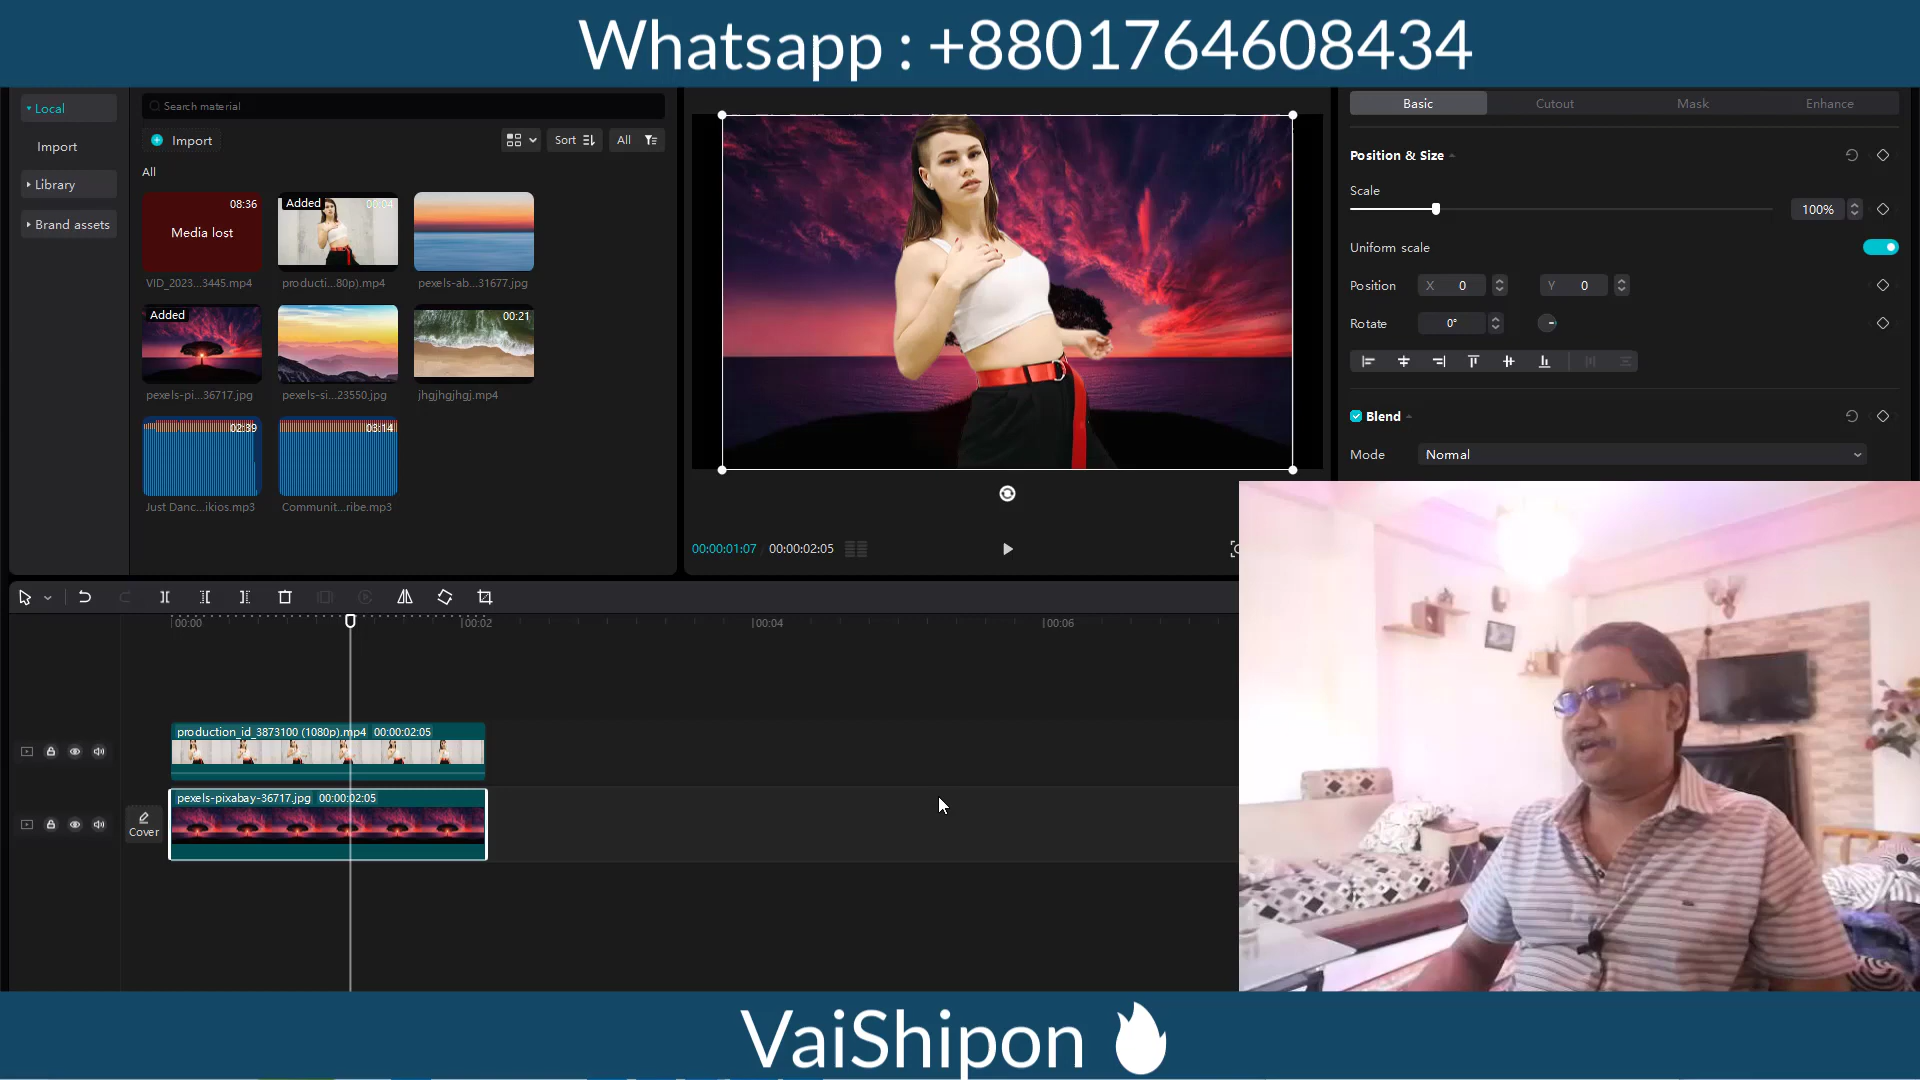 Whatsapp : +8801764608434
Local
Import
Library
Brand assets
Search material
Import
Sort
All
All
08:36
Media lost
VID_2023...3445.mp4
Added
00:04
producti...80p).mp4
pexels-ab...31677.jpg
Added
pexels-pi...36717.jpg
pexels-si...23550.jpg
00:21
jhgjhgjhgj.mp4
02:39
Just Danc...ikios.mp3
03:14
Communit...ribe.mp3
00:00:01:07
00:00:02:05
Basic
Cutout
Mask
Enhance
Position & Size
Scale
100%
Uniform scale
Position
X 0
Y 0
Rotate
0°
Blend
Mode
Normal
00:00
00:02
00:04
00:06
production_id_3873100 (1080p).mp4 00:00:02:05
pexels-pixabay-36717.jpg 00:00:02:05
Cover
VaiShipon